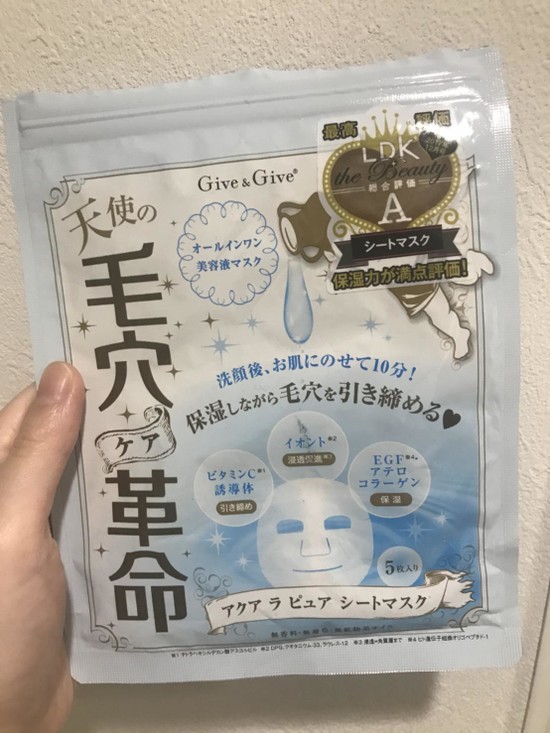 最高評価
LDK
the Beauty
総合評価
A
シートマスク
保湿力が満点評価!
Give & Give®
天使の
毛穴
ケア
革命
オールインワン
美容液マスク
洗顔後、お肌にのせて10分!
保湿しながら毛穴を引き締める♥
イオント※2
浸透促進※3
ビタミンC※1
誘導体
引き締め
EGF※4
アテロ
コラーゲン
保湿
5枚入り
アクア ラ ピュア シートマスク